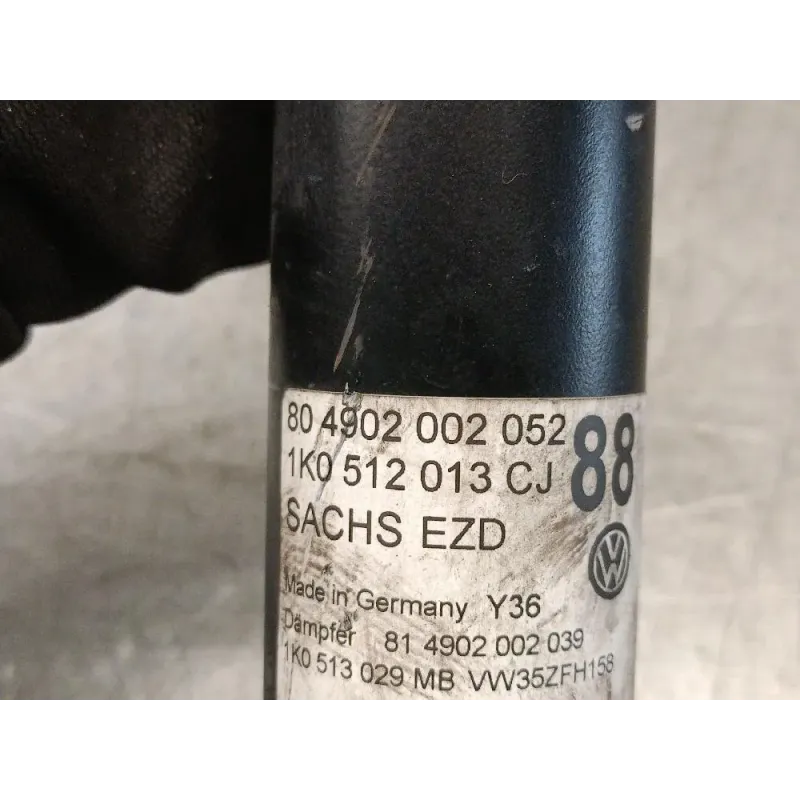 80 4902 002 052
88
1K0 512 013 CJ
SACHS EZD
Made in Germany Y36
Dämpfer 81 4902 002 039
1K0 513 029 MB VW35ZFH158